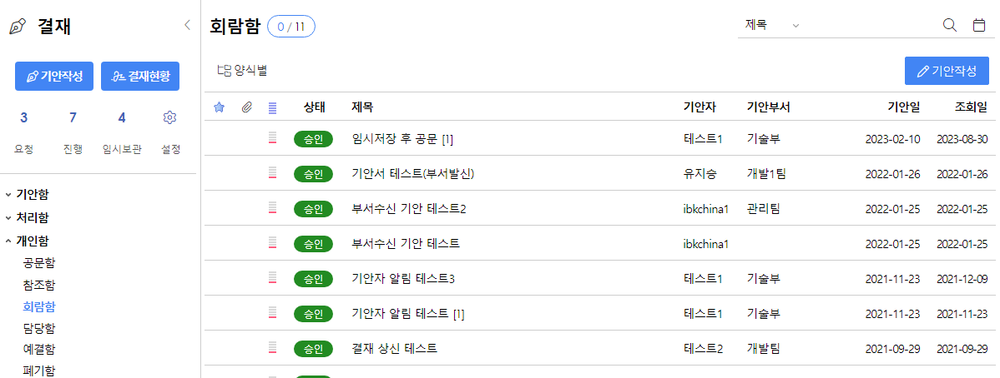 결재
기안작성 결재현황
3 7 4
요청 진행 임시보관 설정
기안함
처리함
개인함
공문함
참조함
회람함
담당함
예결함
폐기함
회람함 0 / 11
제목
양식별 기안작성
상태 제목 기안자 기안부서 기안일 조회일
승인 임시저장 후 공문 [1] 테스트1 기술부 2023-02-10 2023-08-30
승인 기안서 테스트(부서발신) 유지승 개발1팀 2022-01-26 2022-01-26
승인 부서수신 기안 테스트2 ibkchina1 관리팀 2022-01-25 2022-01-25
승인 부서수신 기안 테스트 ibkchina1 2022-01-25 2022-01-25
승인 기안자 알림 테스트3 테스트1 기술부 2021-11-23 2021-12-09
승인 기안자 알림 테스트 [1] 테스트1 기술부 2021-11-23 2021-11-23
승인 결재 상신 테스트 테스트2 개발팀 2021-09-29 2021-09-29